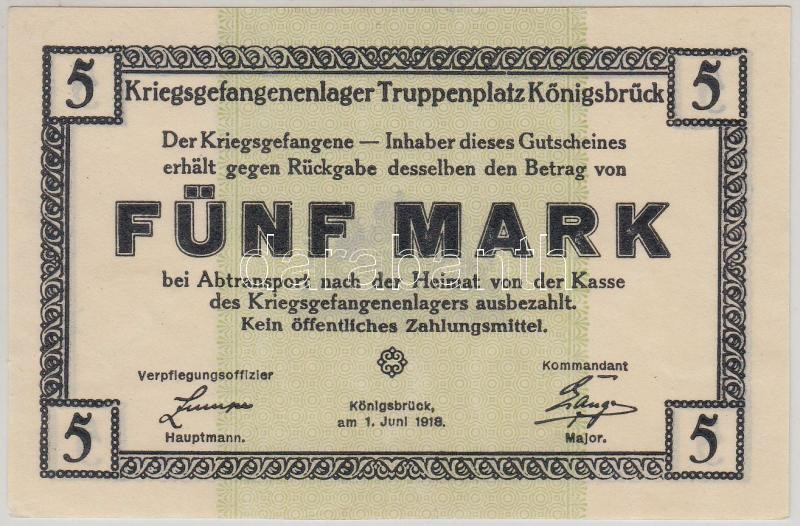 5 5
Kriegsgefangenenlager Truppenplatz Königsbrück
Der Kriegsgefangene — Inhaber dieses Gutscheines
erhält gegen Rückgabe desselben den Betrag von
FÜNF MARK
darabanth
bei Abtransport nach der Heimat von der Kasse
des Kriegsgefangenenlagers ausbezahlt.
Kein öffentliches Zahlungsmittel.
Verpflegungsoffizier
Kommandant
Königsbrück,
am 1. Juni 1918.
Hauptmann.
Major.
5 5